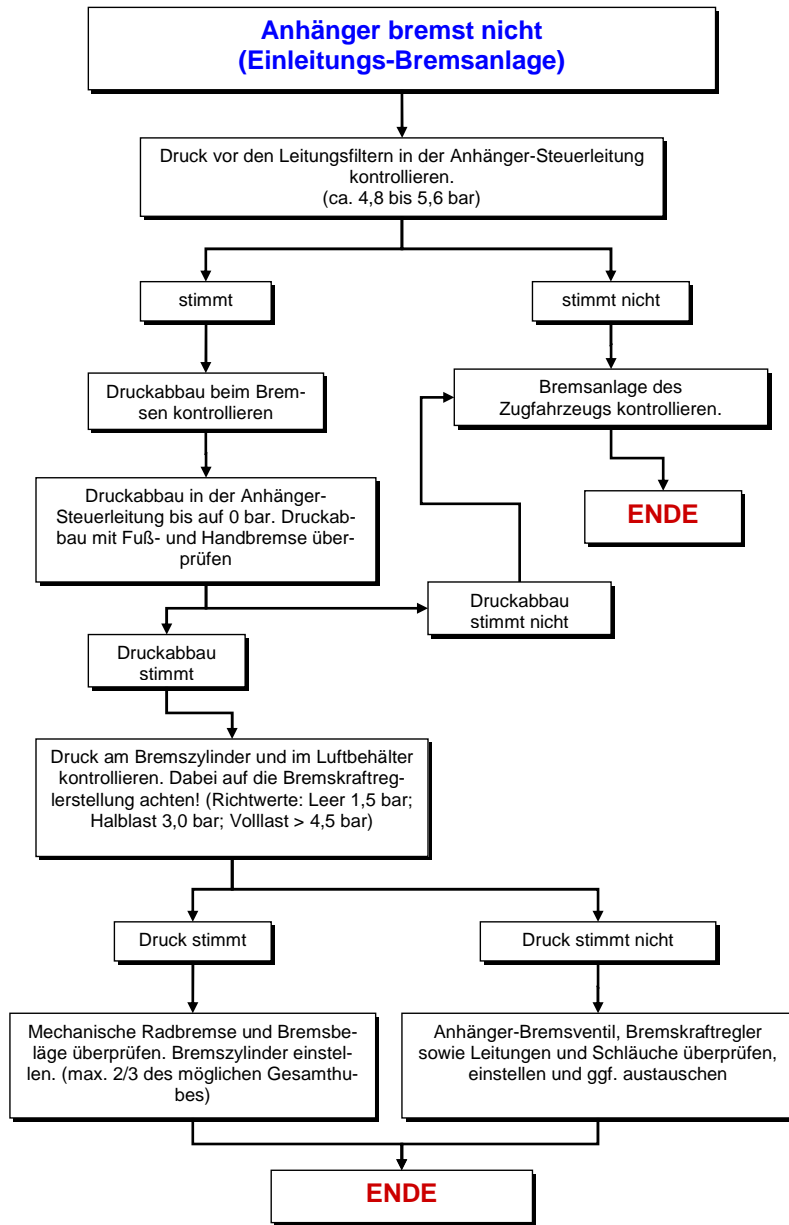 Anhänger bremst nicht
(Einleitungs-Bremsanlage)
Druck vor den Leitungsfiltern in der Anhänger-Steuerleitung
kontrollieren.
(ca. 4,8 bis 5,6 bar)
stimmt
stimmt nicht
Druckabbau beim Brem-
sen kontrollieren
Bremsanlage des
Zugfahrzeugs kontrollieren.
Druckabbau in der Anhänger-
Steuerleitung bis auf 0 bar. Druckab-
bau mit Fuß- und Handbremse über-
prüfen
ENDE
Druckabbau
stimmt nicht
Druckabbau
stimmt
Druck am Bremszylinder und im Luftbehälter
kontrollieren. Dabei auf die Bremskraftreg-
lerstellung achten! (Richtwerte: Leer 1,5 bar;
Halblast 3,0 bar; Volllast > 4,5 bar)
Druck stimmt
Druck stimmt nicht
Mechanische Radbremse und Bremsbe-
läge überprüfen. Bremszylinder einstel-
len. (max. 2/3 des möglichen Gesamthu-
bes)
Anhänger-Bremsventil, Bremskraftregler
sowie Leitungen und Schläuche überprüfen,
einstellen und ggf. austauschen
ENDE